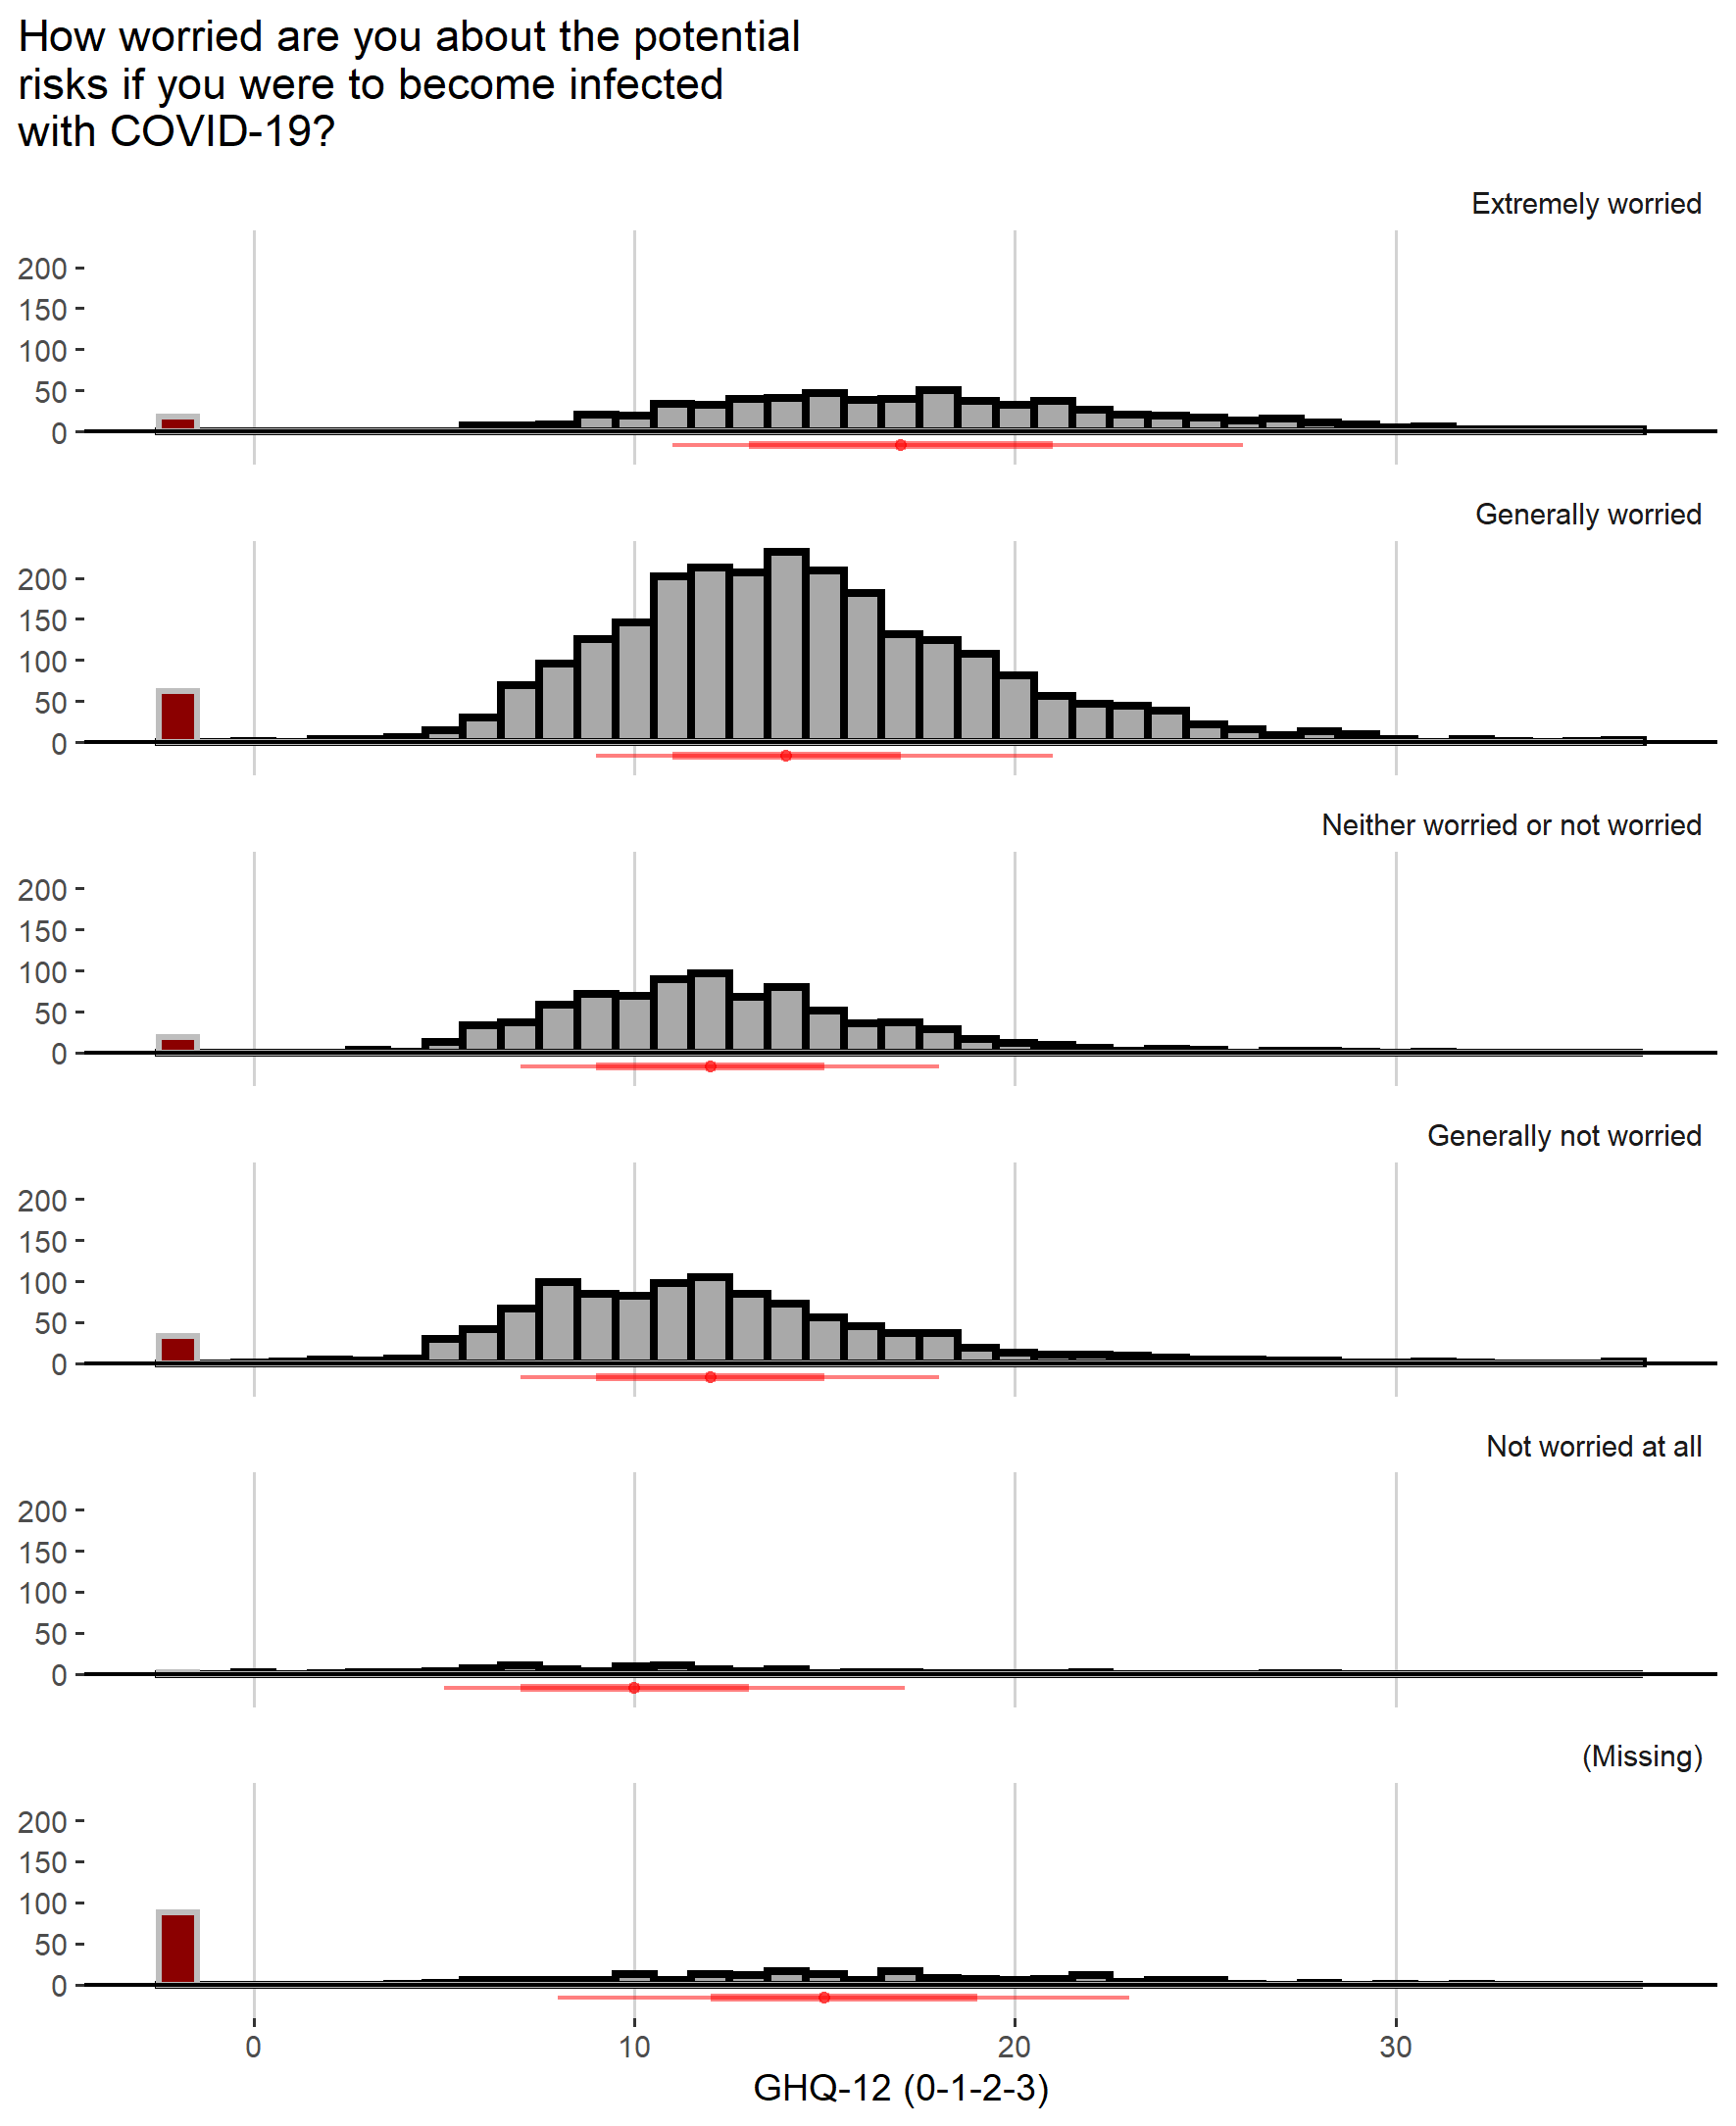 How worried are you about the potential
risks if you were to become infected
with COVID-19?
Extremely worried
200
150
100
50
0
Generally worried
200
150
100
50
0
Neither worried or not worried
200
150
100
50
0
Generally not worried
200
150
100
50
0
Not worried at all
200
150
100
50
0
(Missing)
200
150
100
50
0
0 10 20 30
GHQ-12 (0-1-2-3)